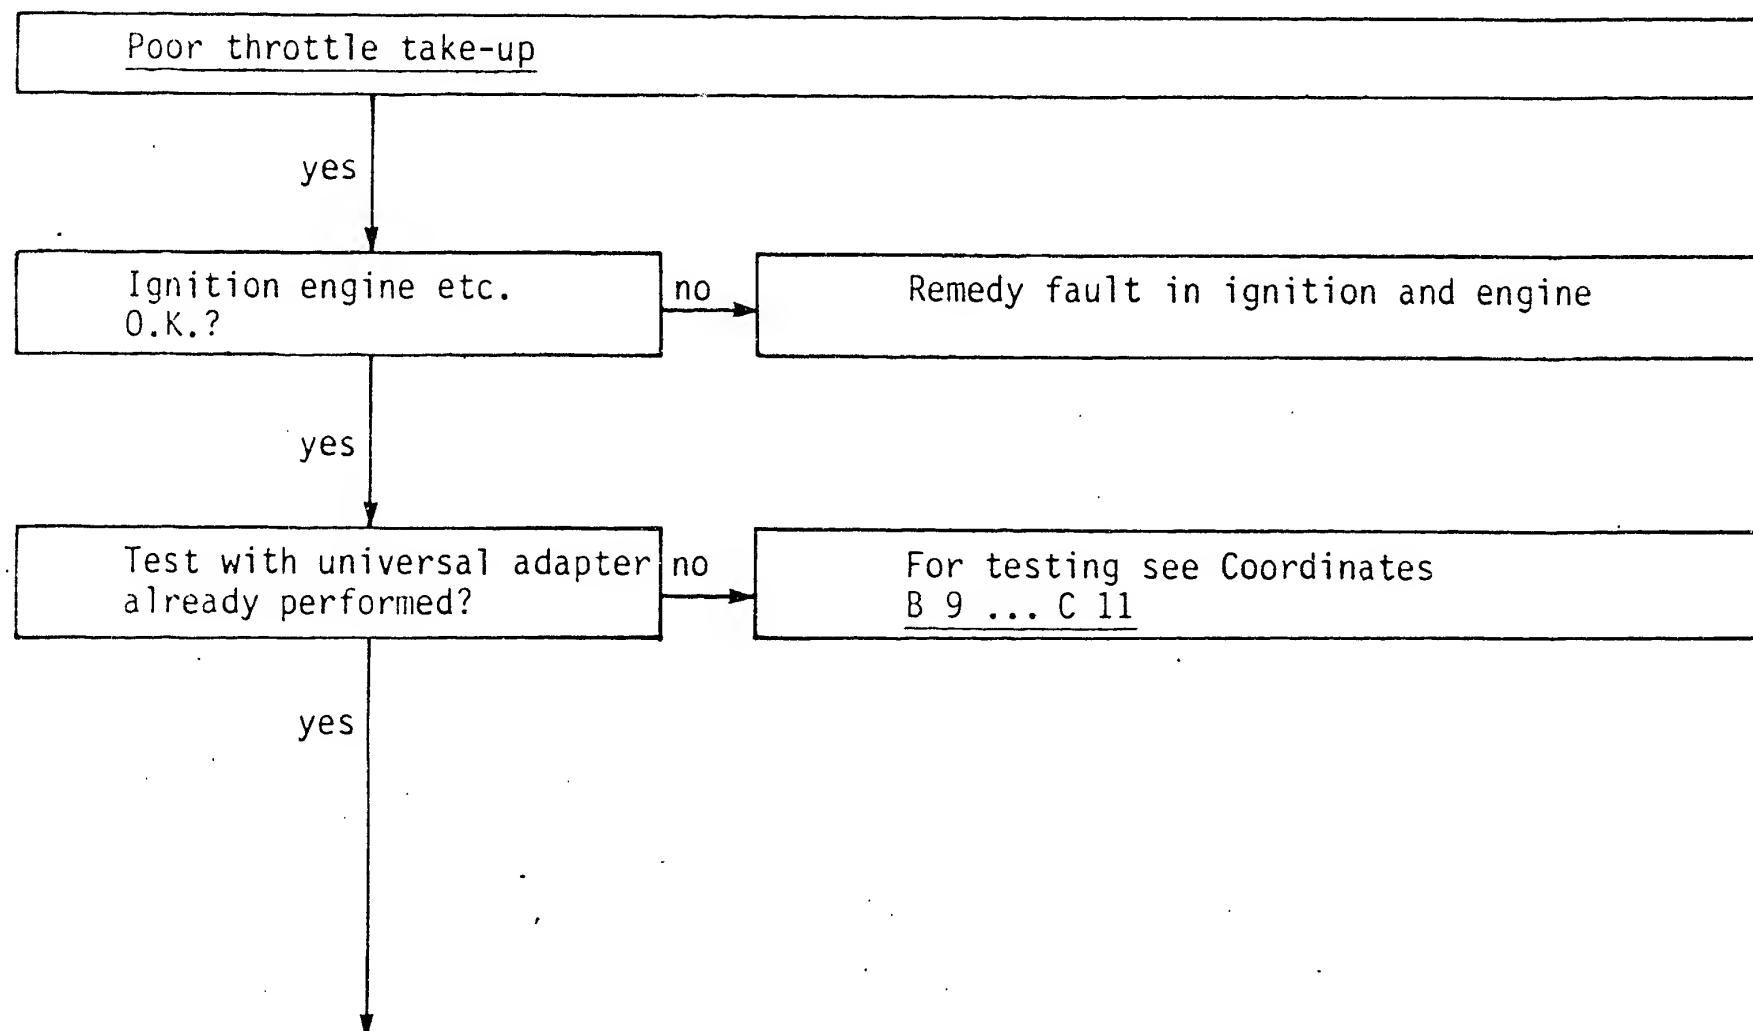 Poor throttle take-up
yes
Ignition engine etc.
O.K.?
no
Remedy fault in ignition and engine
yes
Test with universal adapter
already performed?
no
For testing see Coordinates
B 9 ... C 11
yes